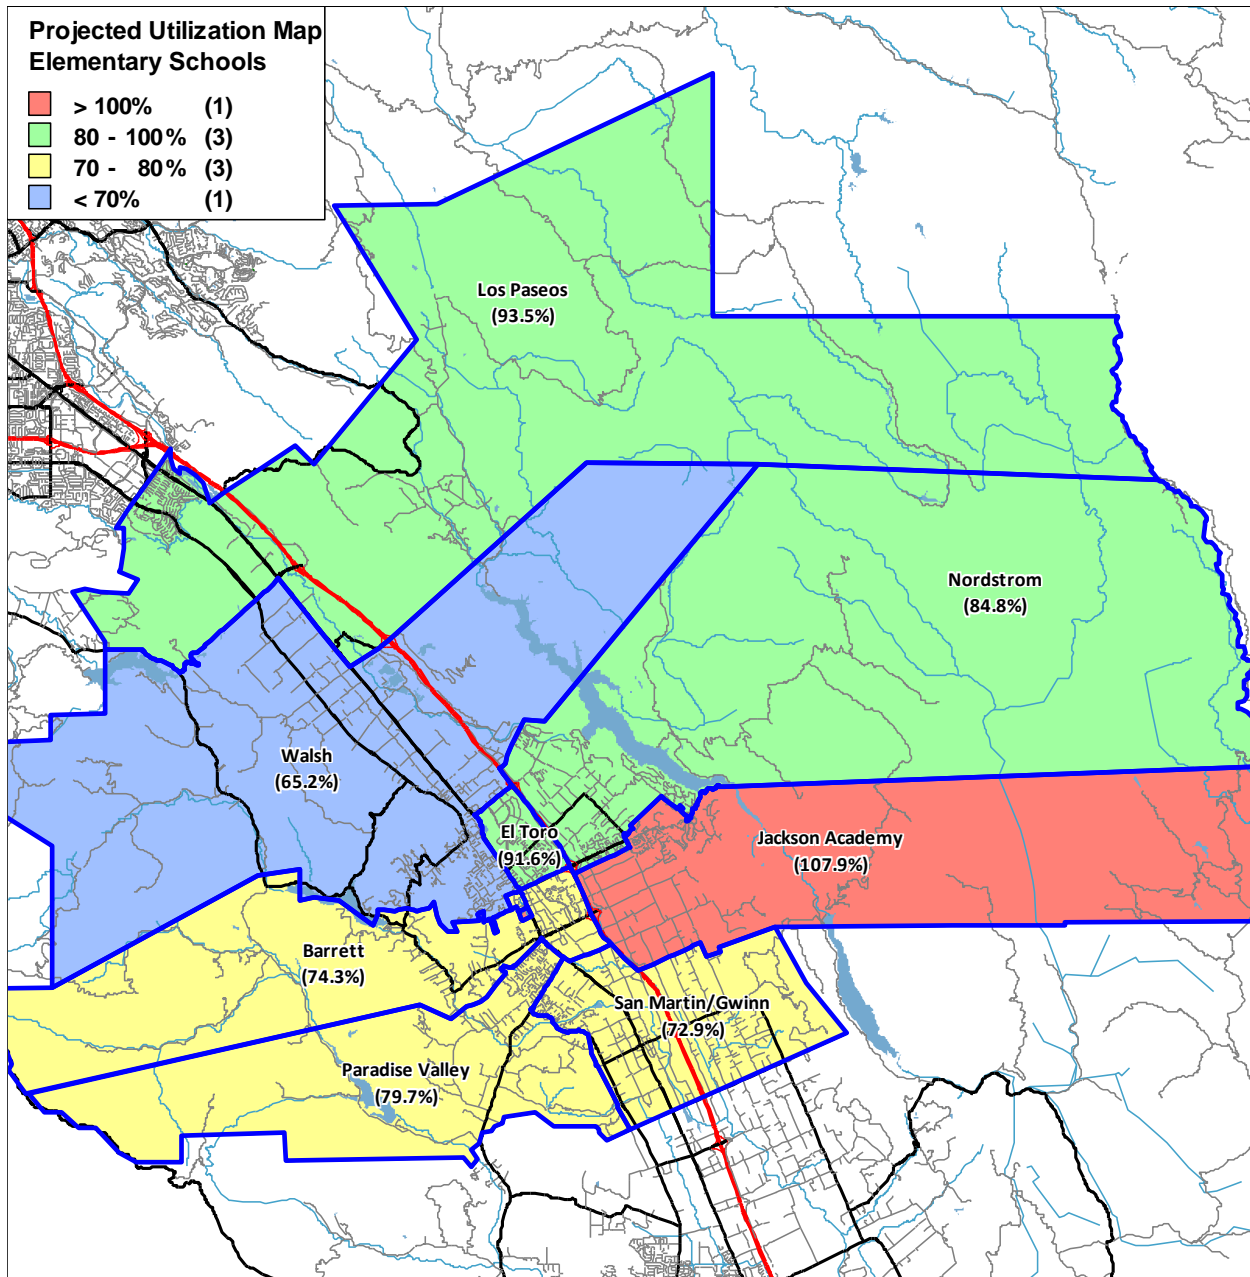 Projected Utilization Map
Elementary Schools
> 100% (1)
80 - 100% (3)
70 - 80% (3)
< 70% (1)
Los Paseos
(93.5%)
Nordstrom
(84.8%)
Walsh
(65.2%)
El Toro
(91.6%)
Jackson Academy
(107.9%)
Barrett
(74.3%)
San Martin/Gwinn
(72.9%)
Paradise Valley
(79.7%)